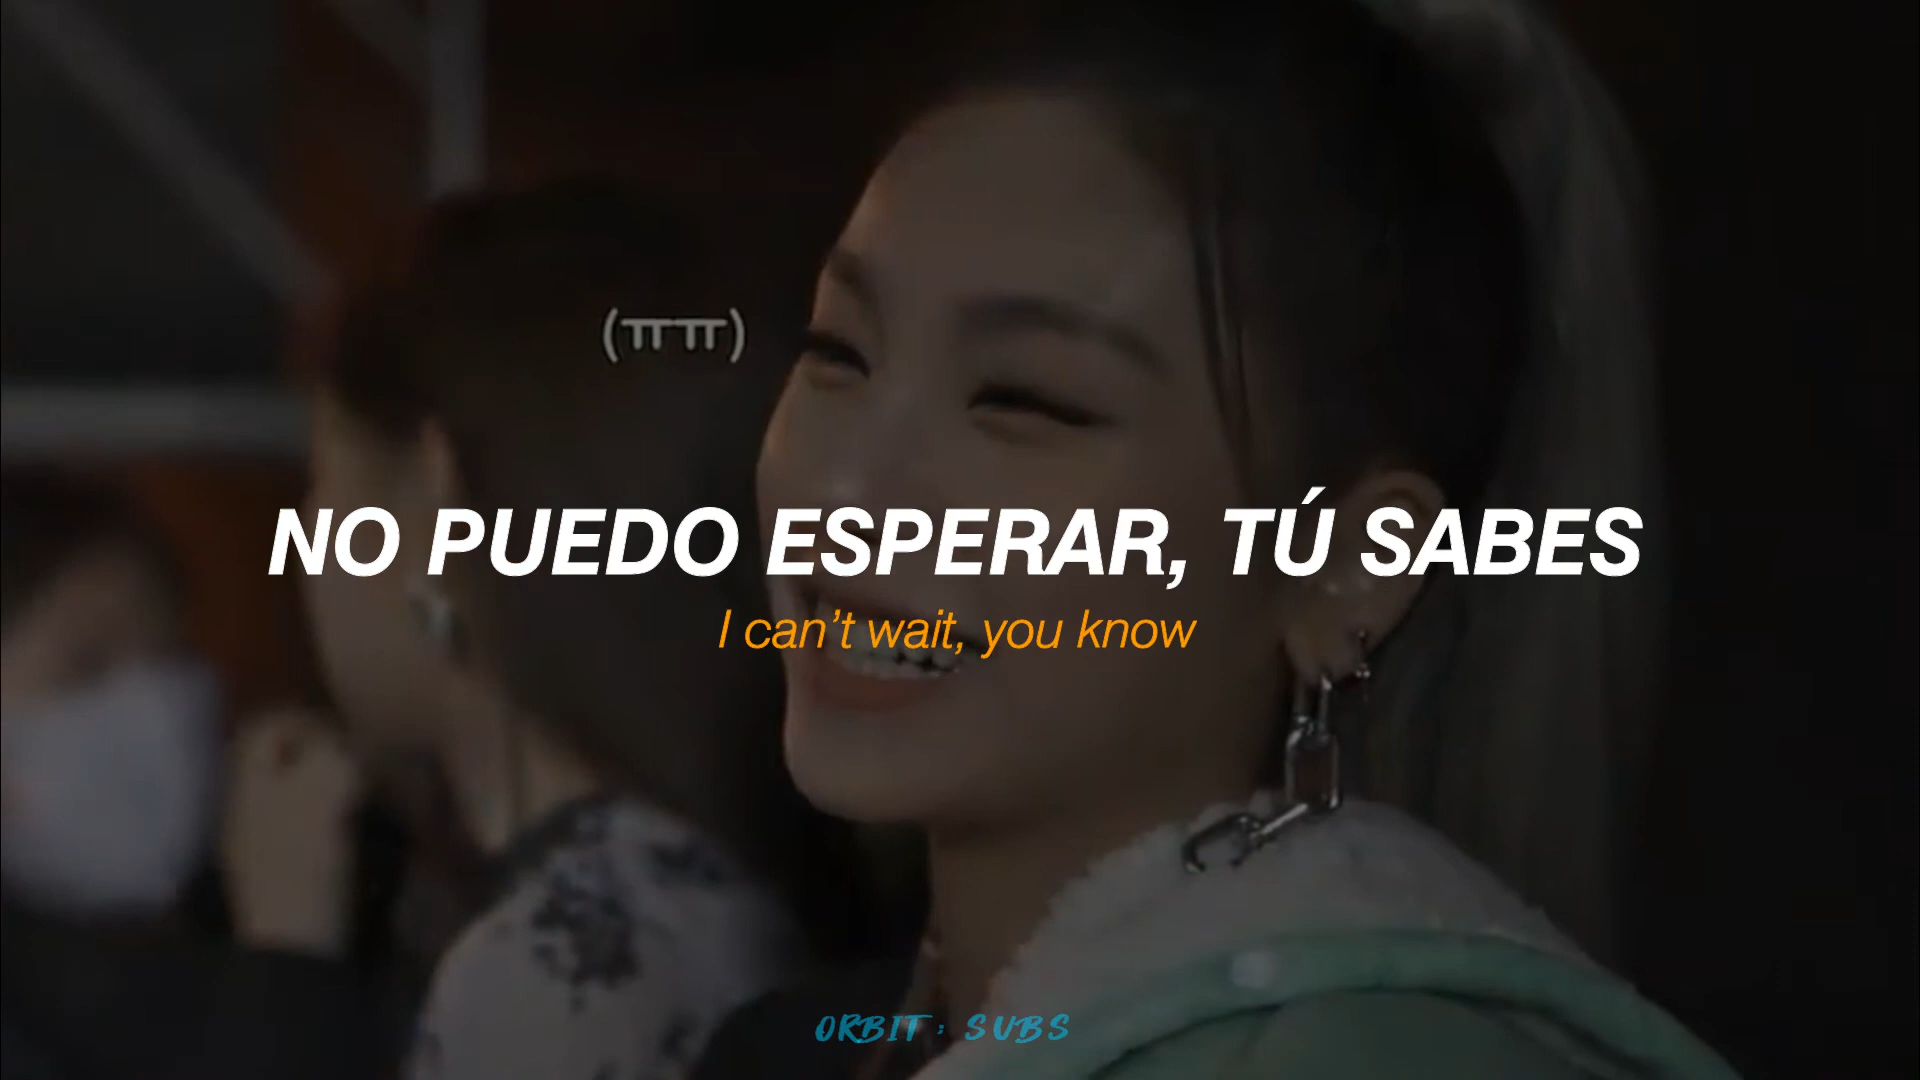 (ㅠㅠ)
NO PUEDO ESPERAR, TÚ SABES
I can't wait, you know
ORBIT; SUBS